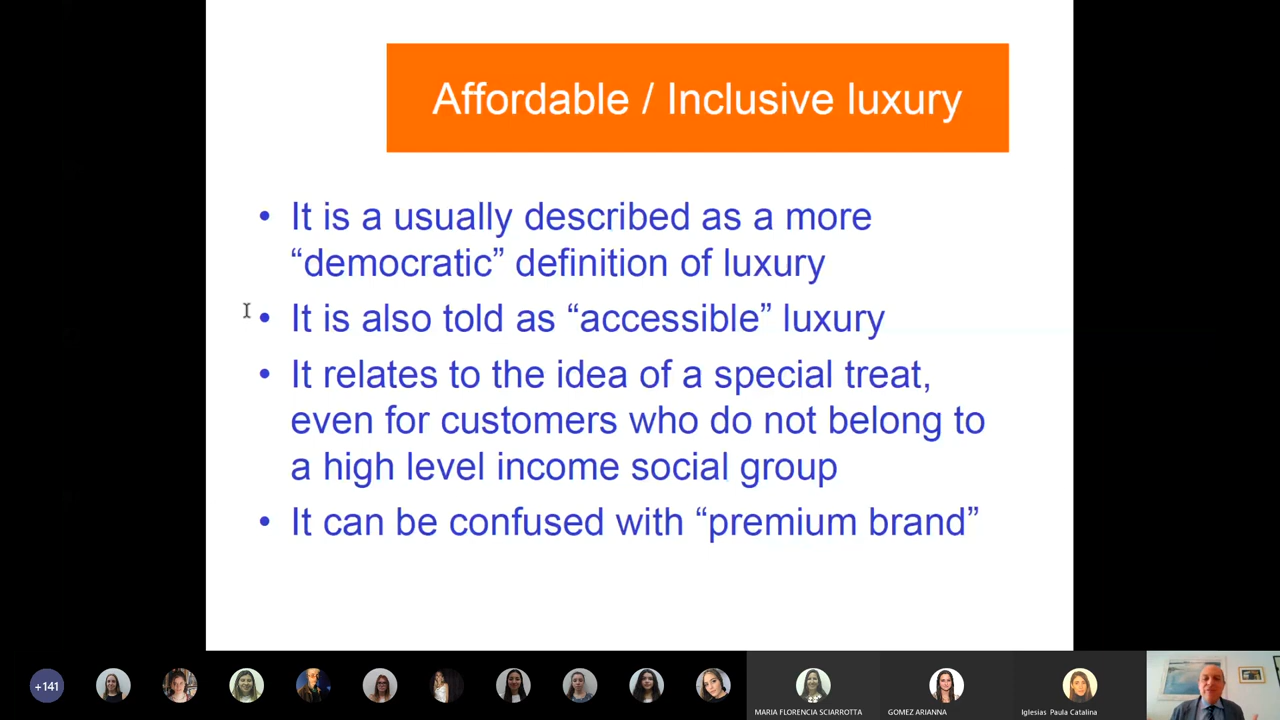 Affordable / Inclusive luxury
• It is a usually described as a more
“democratic” definition of luxury
• It is also told as “accessible” luxury
• It relates to the idea of a special treat,
even for customers who do not belong to
a high level income social group
• It can be confused with “premium brand”
+141
MARIA FLORENCIA SCIARROTTA
GOMEZ ARIANNA
Iglesias Paula Catalina